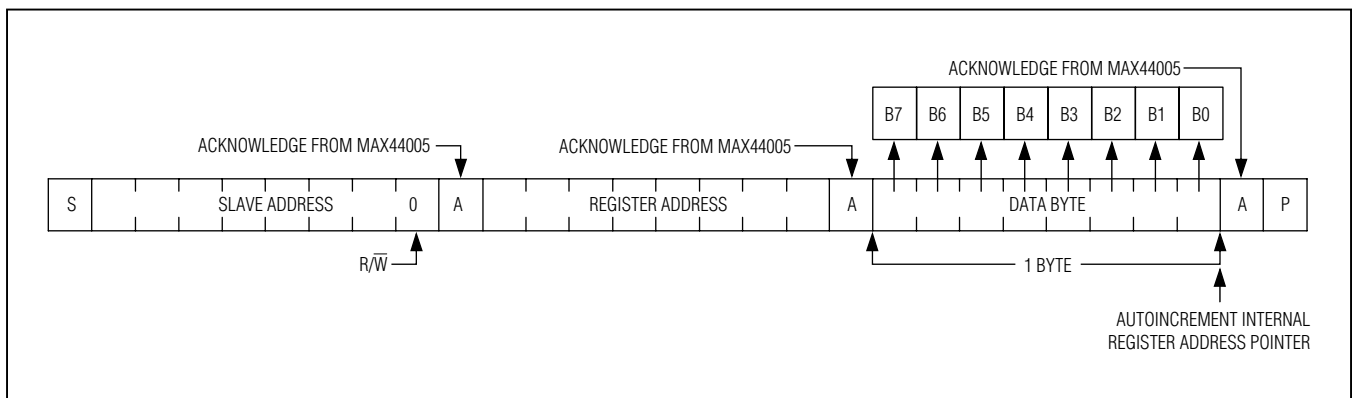 ACKNOWLEDGE FROM MAX44005
B7 B6 B5 B4 B3 B2 B1 B0
ACKNOWLEDGE FROM MAX44005 ACKNOWLEDGE FROM MAX44005
S SLAVE ADDRESS 0 A REGISTER ADDRESS A DATA BYTE A P
R/W̅ 1 BYTE
AUTOINCREMENT INTERNAL
REGISTER ADDRESS POINTER